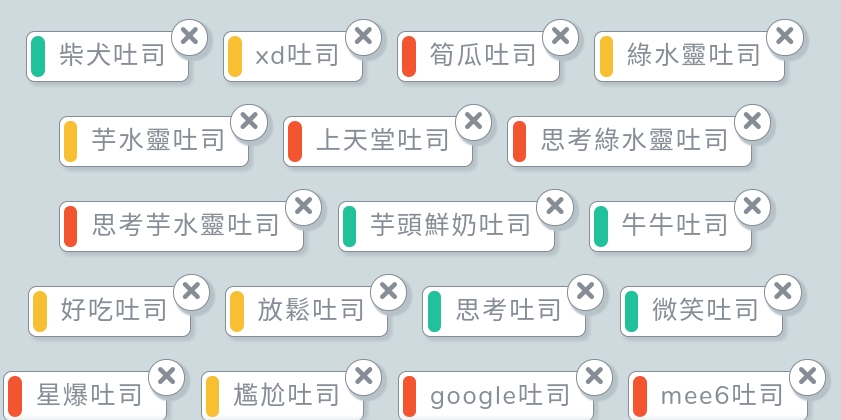 柴犬吐司 xd吐司 筍瓜吐司 綠水靈吐司
芋水靈吐司 上天堂吐司 思考綠水靈吐司
思考芋水靈吐司 芋頭鮮奶吐司 牛牛吐司
好吃吐司 放鬆吐司 思考吐司 微笑吐司
星爆吐司 尷尬吐司 google吐司 mee6吐司